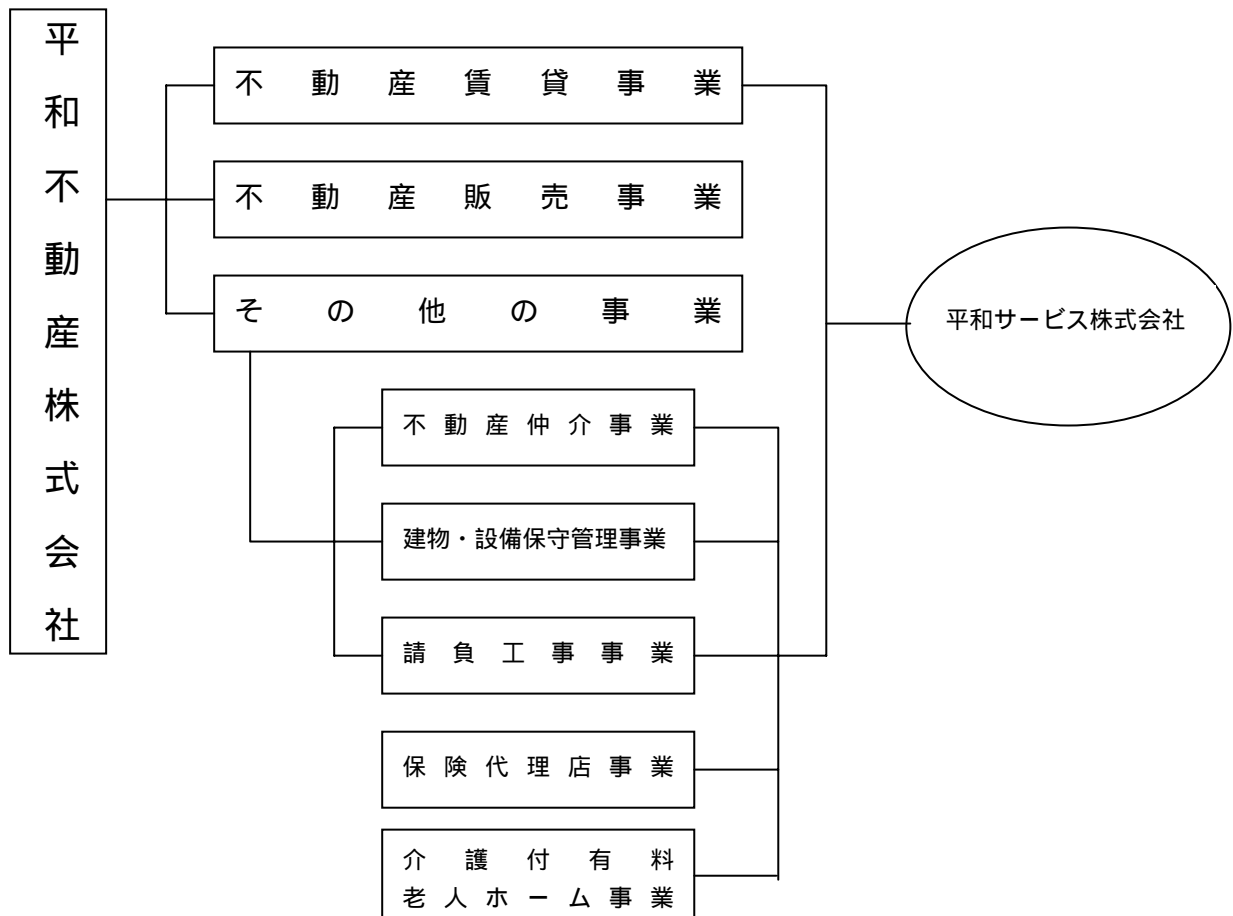 平和不動産株式会社
不動産賃貸事業
不動産販売事業
その他の事業
平和サービス株式会社
不動産仲介事業
建物・設備保守管理事業
請負工事事業
保険代理店事業
介護付有料
老人ホーム事業